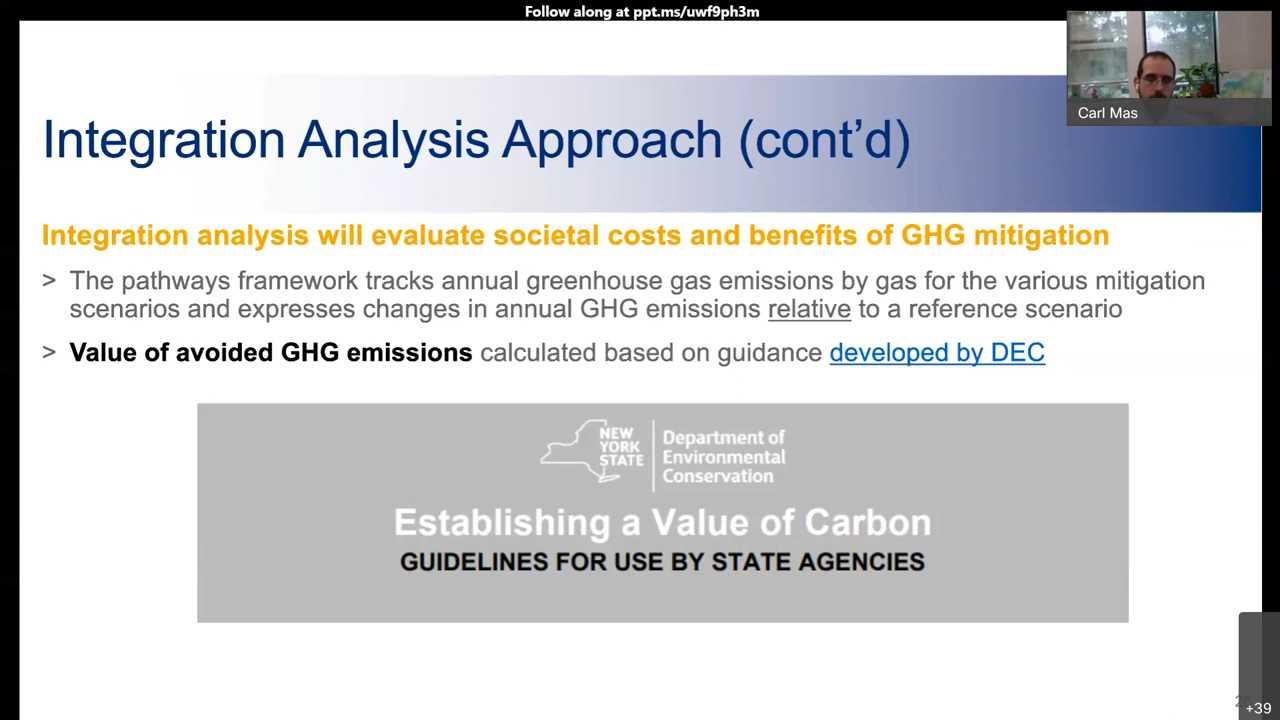 Follow along at ppt.ms/uwf9ph3m
Carl Mas
Integration Analysis Approach (cont’d)
Integration analysis will evaluate societal costs and benefits of GHG mitigation
> The pathways framework tracks annual greenhouse gas emissions by gas for the various mitigation
scenarios and expresses changes in annual GHG emissions relative to a reference scenario
> Value of avoided GHG emissions calculated based on guidance developed by DEC
NEW
YORK
STATE
Department of
Environmental
Conservation
Establishing a Value of Carbon
GUIDELINES FOR USE BY STATE AGENCIES
+39